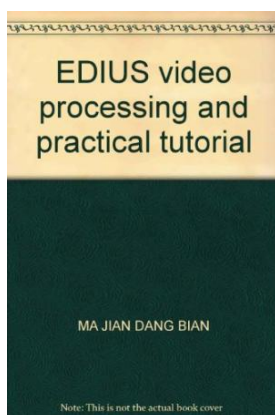 EDIUS video
processing and
practical tutorial
MA JIAN DANG BIAN
Note: This is not the actual book cover